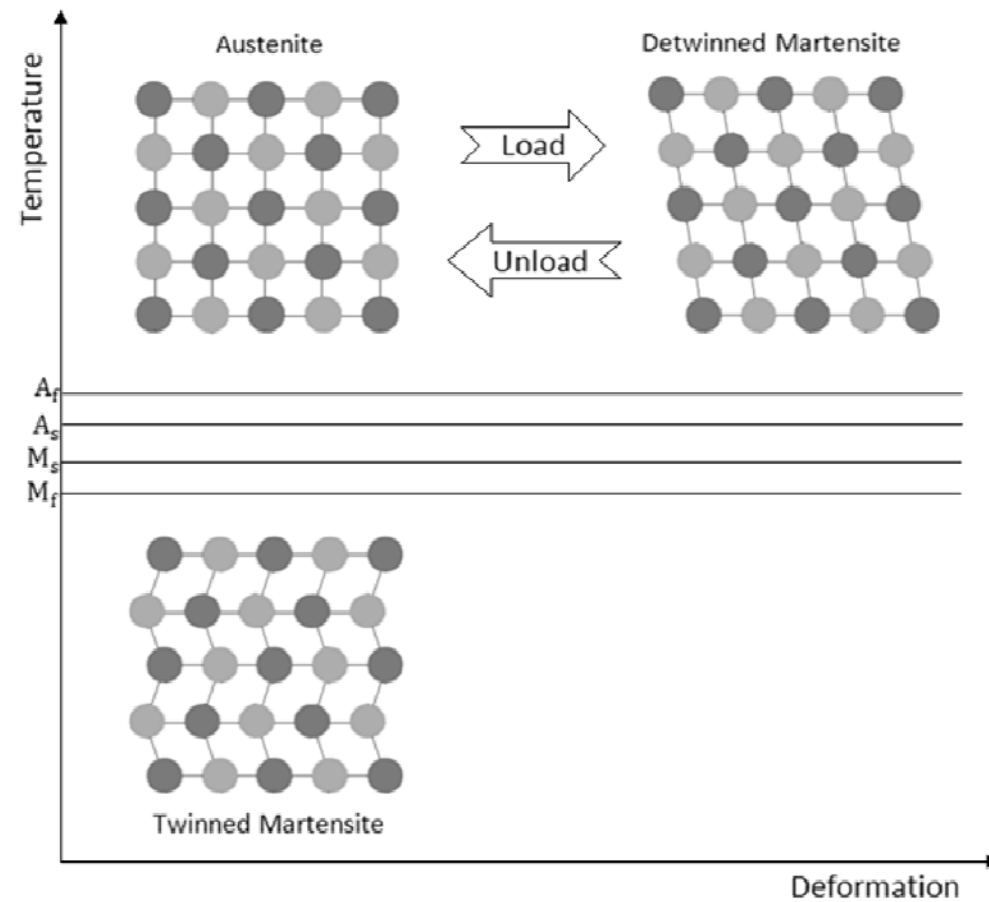 Temperature
Austenite
Detwinned Martensite
Load
Unload
Af
As
Ms
Mf
Twinned Martensite
Deformation